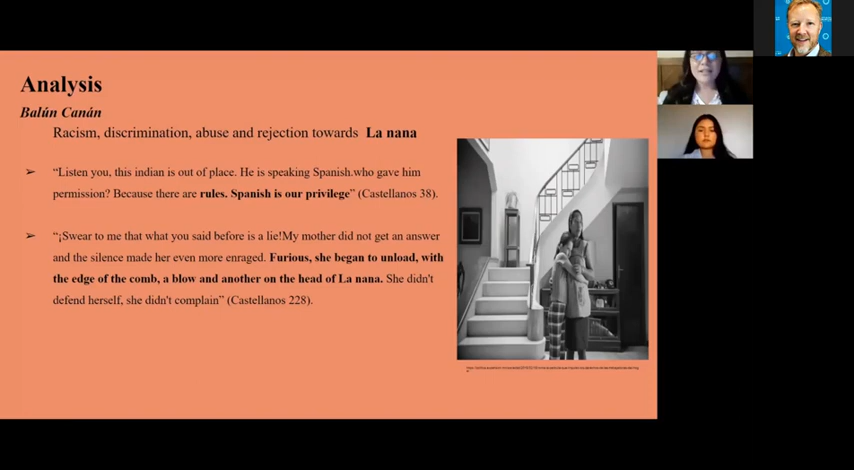 Analysis
Balún Canán
Racism, discrimination, abuse and rejection towards La nana
➢ “Listen you, this indian is out of place. He is speaking Spanish.who gave him
permission? Because there are rules. Spanish is our privilege” (Castellanos 38).
➢ “¡Swear to me that what you said before is a lie!My mother did not get an answer
and the silence made her even more enraged. Furious, she began to unload, with
the edge of the comb, a blow and another on the head of La nana. She didn't
defend herself, she didn't complain” (Castellanos 228).